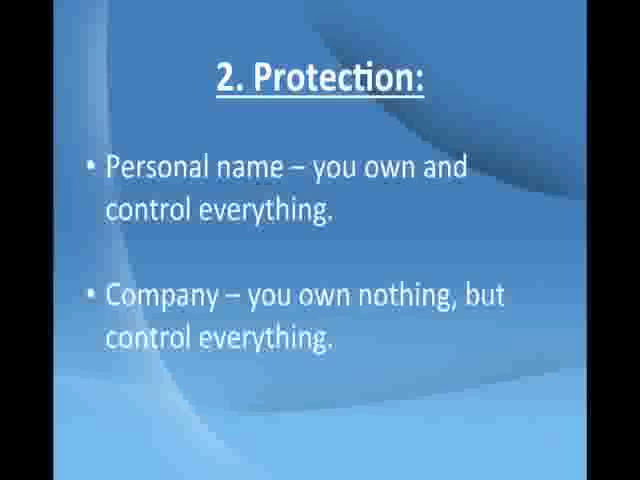 2. Protection:
• Personal name – you own and
control everything.
• Company – you own nothing, but
control everything.